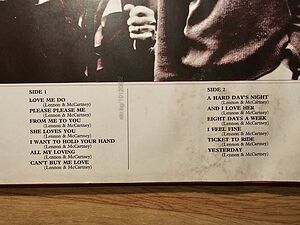 SIDE 1
LOVE ME DO
(Lennon & McCartney)
PLEASE PLEASE ME
(Lennon & McCartney)
FROM ME TO YOU
(Lennon & McCartney)
SHE LOVES YOU
(Lennon & McCartney)
I WANT TO HOLD YOUR HAND
(Lennon & McCartney)
ALL MY LOVING
(Lennon & McCartney)
CAN'T BUY ME LOVE
(Lennon & McCartney)
SIDE 2
A HARD DAY'S NIGHT
(Lennon & McCartney)
AND I LOVE HER
(Lennon & McCartney)
EIGHT DAYS A WEEK
(Lennon & McCartney)
I FEEL FINE
(Lennon & McCartney)
TICKET TO RIDE
(Lennon & McCartney)
YESTERDAY
(Lennon & McCartney)